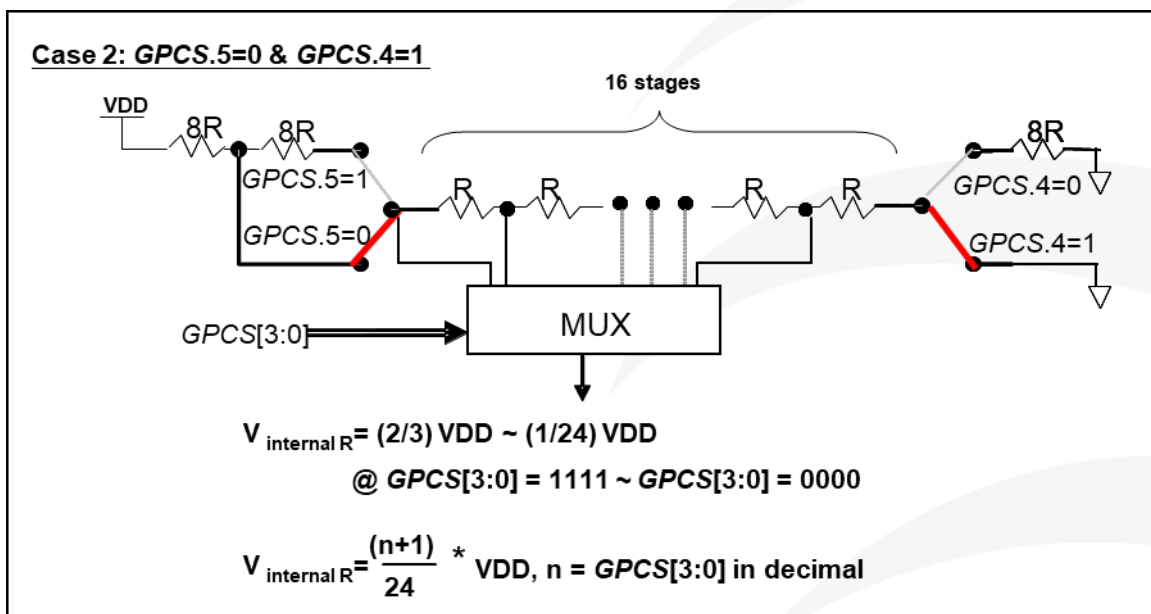 Case 2: GPCS.5=0 & GPCS.4=1
16 stages
VDD
8R
8R
8R
GPCS.5=1
R
R
R
R
GPCS.4=0
GPCS.5=0
GPCS.4=1
MUX
GPCS[3:0]
V internal R = (2/3) VDD ~ (1/24) VDD
@ GPCS[3:0] = 1111 ~ GPCS[3:0] = 0000
V internal R = (n+1)/24 * VDD, n = GPCS[3:0] in decimal